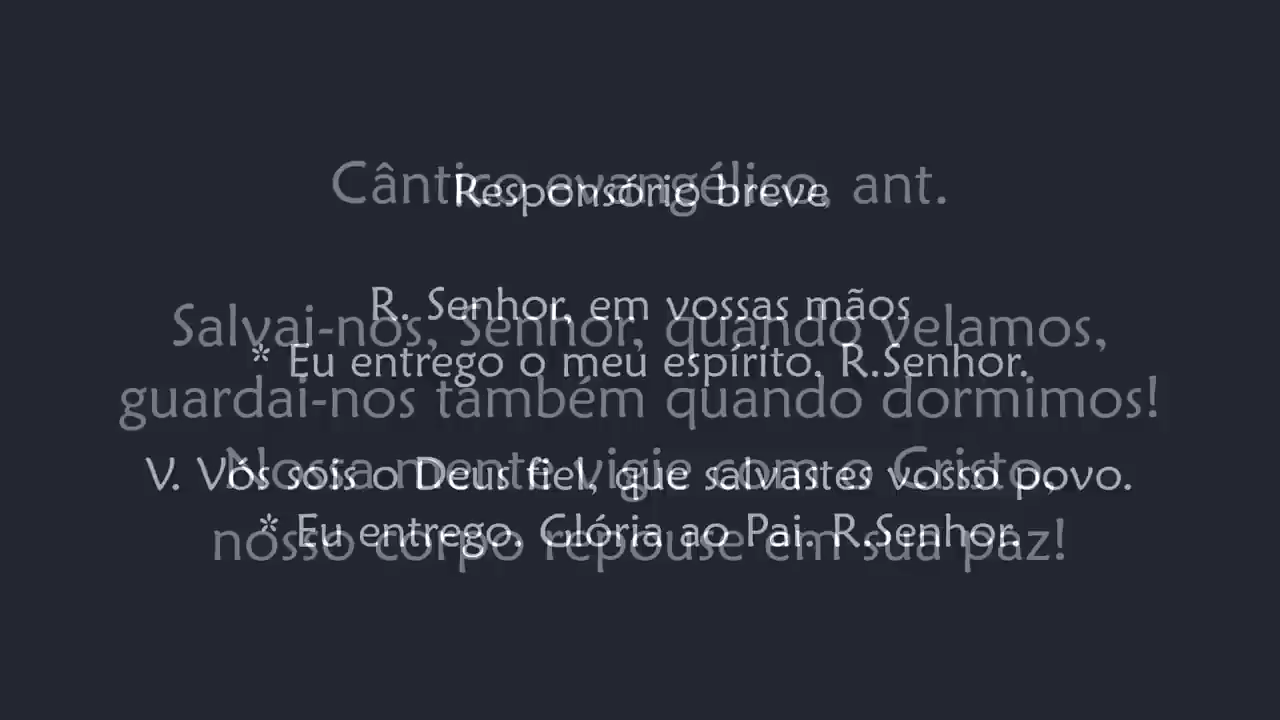 Responsório breve
R. Senhor, em vossas mãos
* Eu entrego o meu espírito. R.Senhor.
V. Vós sois o Deus fiel, que salvastes vosso povo.
* Eu entrego. Glória ao Pai. R.Senhor.
Cântico evangélico, ant.
Salvai-nos, Senhor, quando velamos,
guardai-nos também quando dormimos!
Nossa mente vigie com o Cristo,
nosso corpo repouse em sua paz!